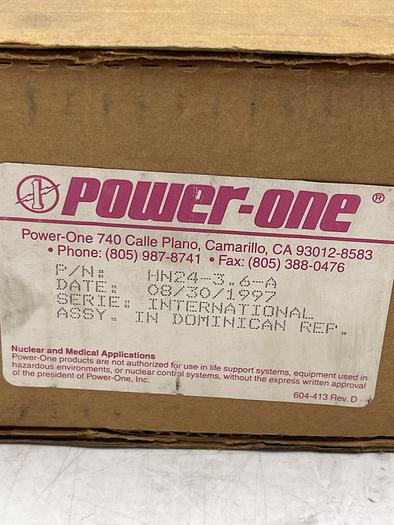 1 POWER-ONE ®
Power-One 740 Calle Plano, Camarillo, CA 93012-8583
• Phone: (805) 987-8741 • Fax: (805) 388-0476
P/N: HN24-3.6-A
DATE: 08/30/1997
SERIE: INTERNATIONAL
ASSY. IN DOMINICAN REP.
Nuclear and Medical Applications
Power-One products are not authorized for use in life support systems, equipment used in
hazardous environments, or nuclear control systems, without the express written approval
of the president of Power-One, Inc.
604-413 Rev. D